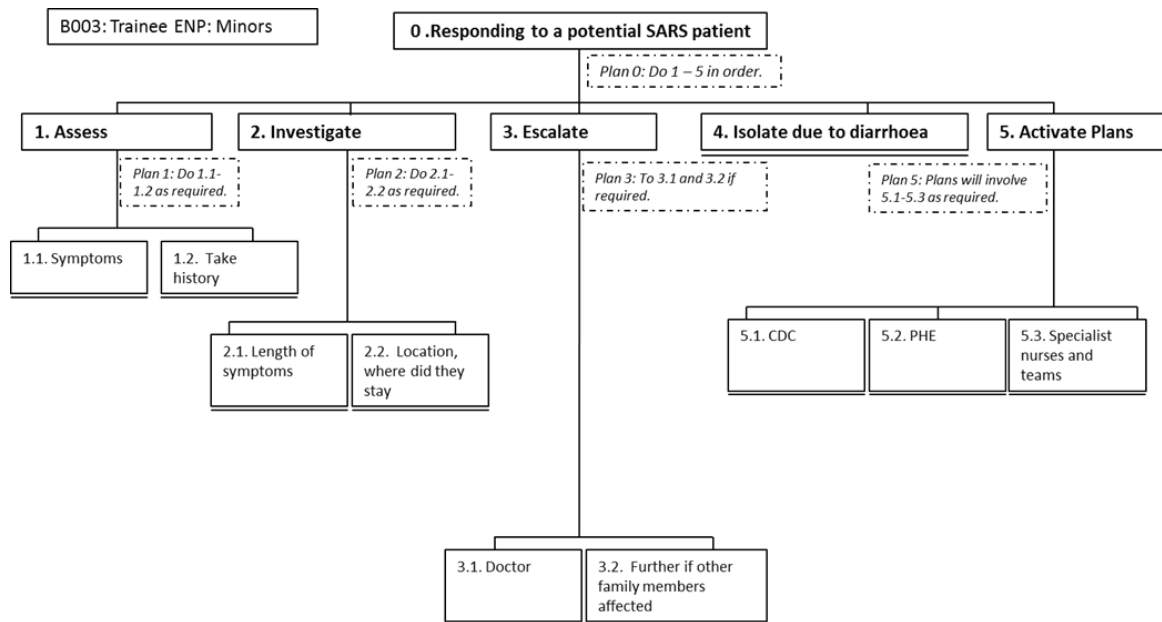 B003: Trainee ENP: Minors
0 .Responding to a potential SARS patient
Plan 0: Do 1 – 5 in order.
1. Assess
2. Investigate
3. Escalate
4. Isolate due to diarrhoea
5. Activate Plans
Plan 1: Do 1.1-
1.2 as required.
Plan 2: Do 2.1-
2.2 as required.
Plan 3: To 3.1 and 3.2 if
required.
Plan 5: Plans will involve
5.1-5.3 as required.
1.1. Symptoms
1.2. Take
history
2.1. Length of
symptoms
2.2. Location,
where did they
stay
5.1. CDC
5.2. PHE
5.3. Specialist
nurses and
teams
3.1. Doctor
3.2. Further if other
family members
affected